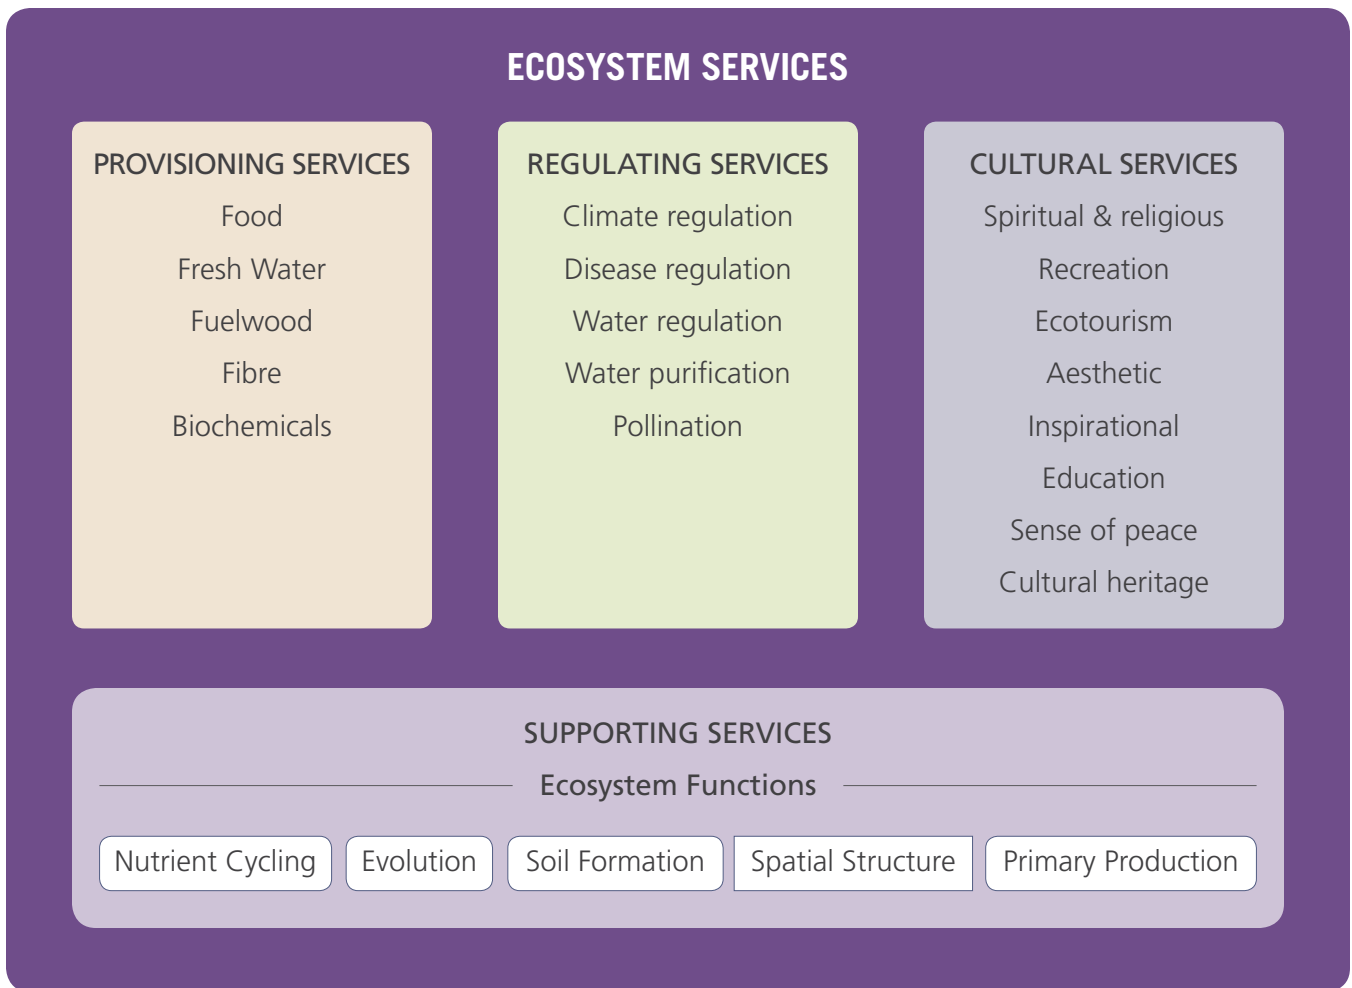 ECOSYSTEM SERVICES
PROVISIONING SERVICES
Food
Fresh Water
Fuelwood
Fibre
Biochemicals
REGULATING SERVICES
Climate regulation
Disease regulation
Water regulation
Water purification
Pollination
CULTURAL SERVICES
Spiritual & religious
Recreation
Ecotourism
Aesthetic
Inspirational
Education
Sense of peace
Cultural heritage
SUPPORTING SERVICES
Ecosystem Functions
Nutrient Cycling
Evolution
Soil Formation
Spatial Structure
Primary Production